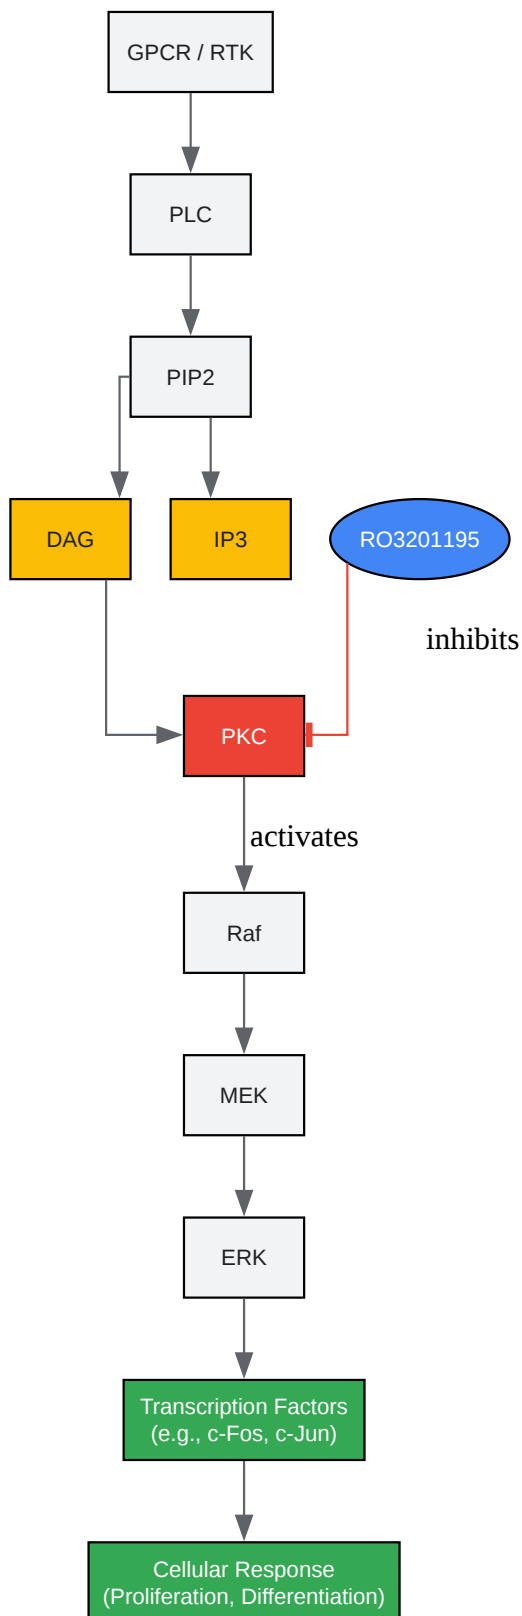 GPCR / RTK
PLC
PIP2
DAG
IP3
RO3201195
inhibits
PKC
activates
Raf
MEK
ERK
Transcription Factors
(e.g., c-Fos, c-Jun)
Cellular Response
(Proliferation, Differentiation)